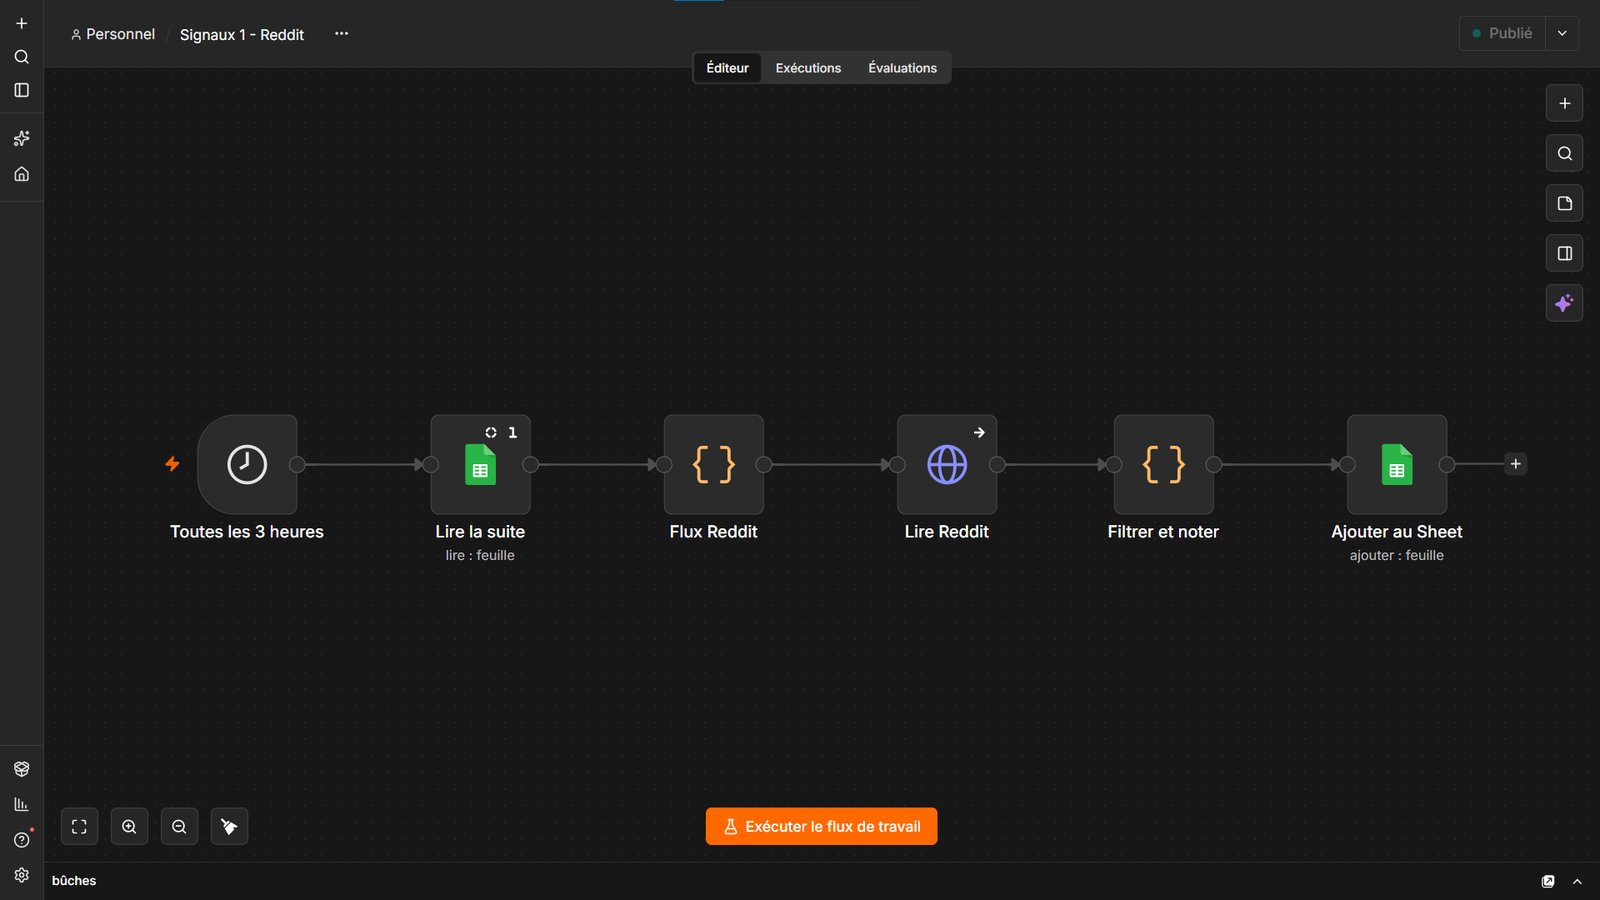 Personnel / Signaux 1 - Reddit ...
Publié
Éditeur Exécutions Évaluations
1
Toutes les 3 heures
Lire la suite
lire : feuille
Flux Reddit
Lire Reddit
Filtrer et noter
Ajouter au Sheet
ajouter : feuille
Exécuter le flux de travail
bûches